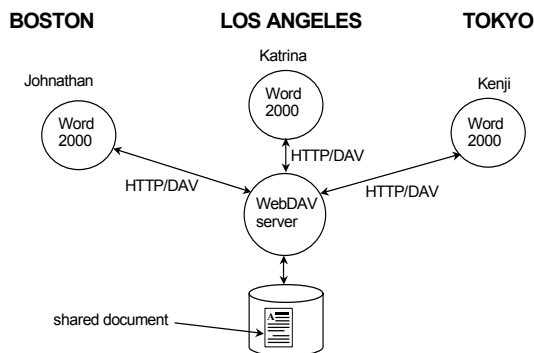 BOSTON LOS ANGELES TOKYO
Johnathan
Katrina
Kenji
Word
2000
Word
2000
Word
2000
HTTP/DAV
HTTP/DAV
HTTP/DAV
WebDAV
server
shared document
A